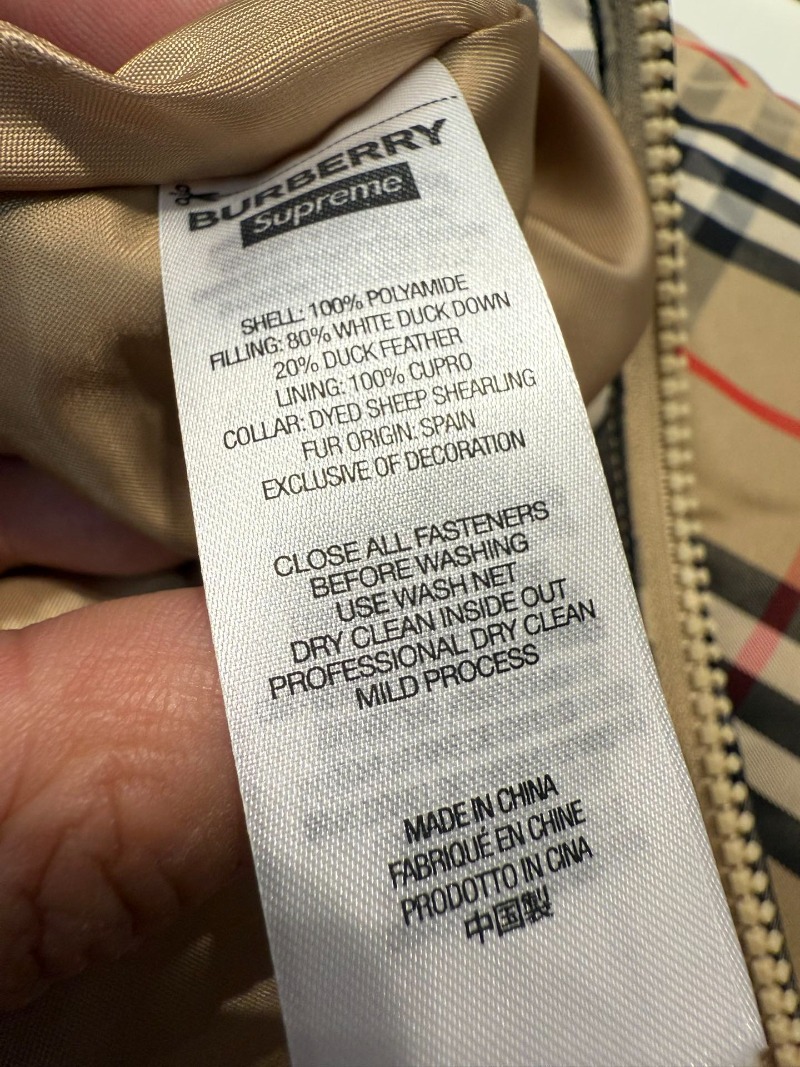 BURBERRY
Supreme
SHELL: 100% POLYAMIDE
FILLING: 80% WHITE DUCK DOWN
20% DUCK FEATHER
LINING: 100% CUPRO
COLLAR: DYED SHEEP SHEARLING
FUR ORIGIN: SPAIN
EXCLUSIVE OF DECORATION
CLOSE ALL FASTENERS
BEFORE WASHING
USE WASH NET
DRY CLEAN INSIDE OUT
PROFESSIONAL DRY CLEAN
MILD PROCESS
MADE IN CHINA
FABRIQUÉ EN CHINE
PRODOTTO IN CINA
中国製